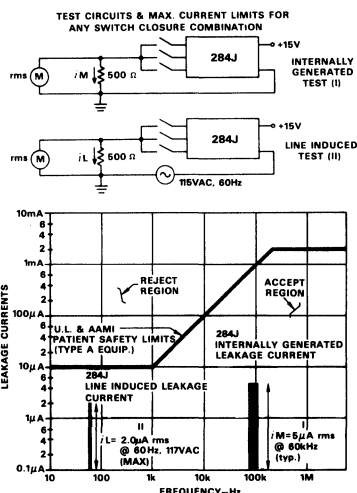 TEST CIRCUITS & MAX. CURRENT LIMITS FOR
ANY SWITCH CLOSURE COMBINATION
rms M
iM
500 Ω
284J
+15V
INTERNALLY
GENERATED
TEST (I)
rms M
iL
500 Ω
284J
+15V
LINE INDUCED
TEST (II)
115VAC, 60Hz
LEAKAGE CURRENTS
10mA
6
4
2
1mA
6
4
2
100μA
6
4
2
10μA
6
4
2
1μA
6
4
2
0.1μA
REJECT
REGION
ACCEPT
REGION
U.L. & AAMI
PATIENT SAFETY LIMITS
(TYPE A EQUIP.)
284J
INTERNALLY GENERATED
LEAKAGE CURRENT
284J
LINE INDUCED LEAKAGE
CURRENT
II
iL= 2.0μA rms
@ 60Hz, 117VAC
(MAX)
I
iM=5μA rms
@ 60kHz
(typ.)
10
100
1k
10k
100k
1M
FREQUENCY–Hz